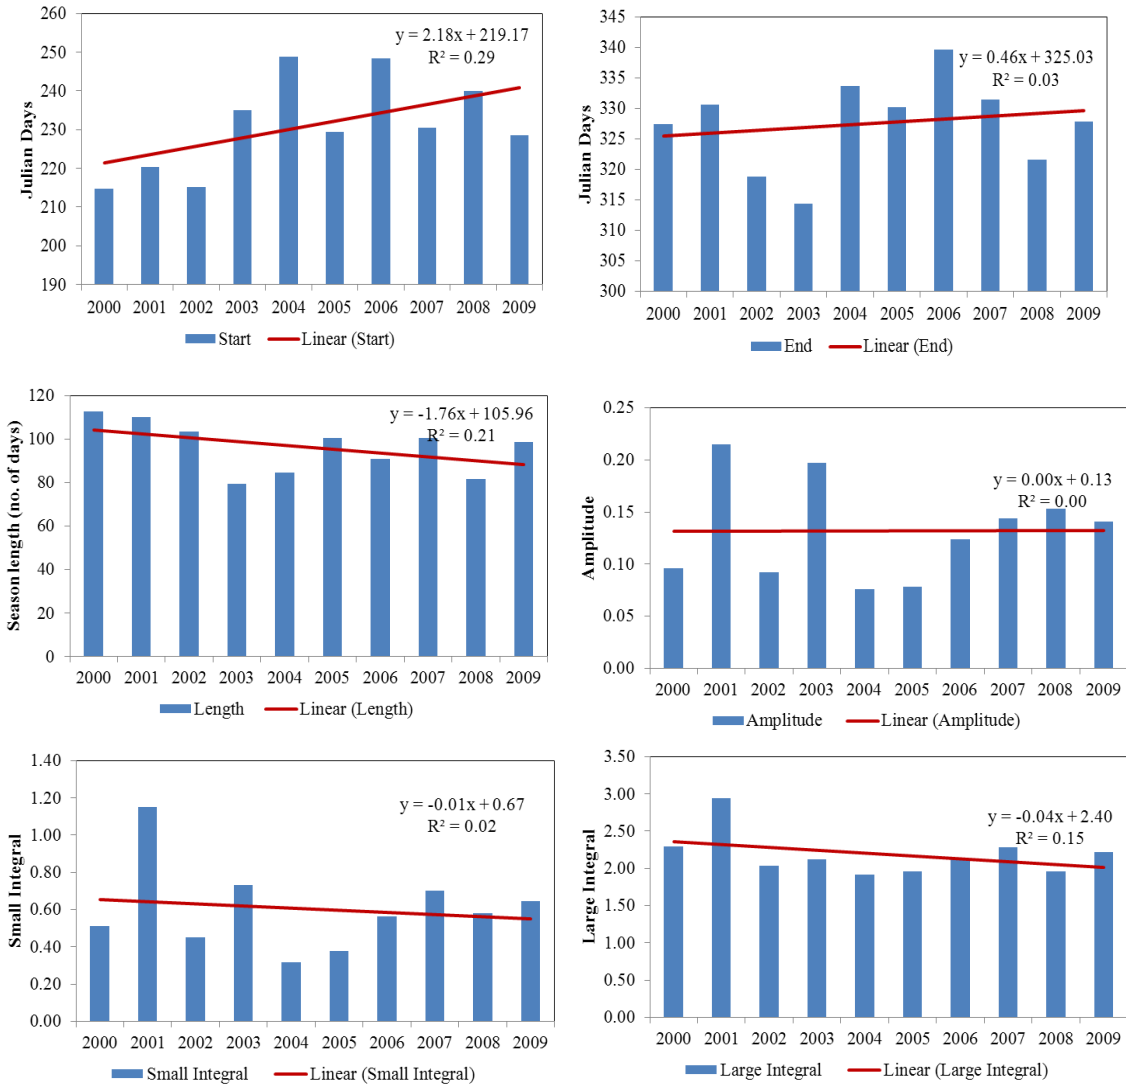 260
250
240
230
220
210
200
190
Julian Days
y = 2.18x + 219.17
R² = 0.29
2000 2001 2002 2003 2004 2005 2006 2007 2008 2009
Start Linear (Start)
345
340
335
330
325
320
315
310
305
300
Julian Days
y = 0.46x + 325.03
R² = 0.03
2000 2001 2002 2003 2004 2005 2006 2007 2008 2009
End Linear (End)
120
100
80
60
40
20
0
Season length (no. of days)
y = -1.76x + 105.96
R² = 0.21
2000 2001 2002 2003 2004 2005 2006 2007 2008 2009
Length Linear (Length)
0.25
0.20
0.15
0.10
0.05
0.00
Amplitude
y = 0.00x + 0.13
R² = 0.00
2000 2001 2002 2003 2004 2005 2006 2007 2008 2009
Amplitude Linear (Amplitude)
1.40
1.20
1.00
0.80
0.60
0.40
0.20
0.00
Small Integral
y = -0.01x + 0.67
R² = 0.02
2000 2001 2002 2003 2004 2005 2006 2007 2008 2009
Small Integral Linear (Small Integral)
3.50
3.00
2.50
2.00
1.50
1.00
0.50
0.00
Large Integral
y = -0.04x + 2.40
R² = 0.15
2000 2001 2002 2003 2004 2005 2006 2007 2008 2009
Large Integral Linear (Large Integral)